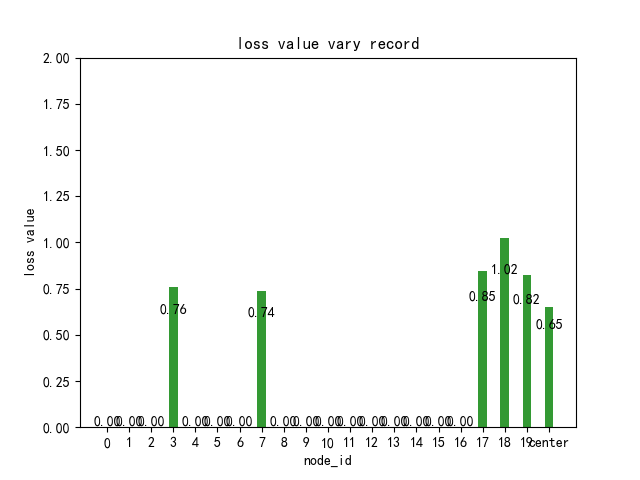 loss value vary record
2.00
1.75
1.50
1.25
1.00
0.75
0.50
0.25
0.00
loss value
0.00 0.00 0.00 0.76 0.00 0.00 0.00 0.74 0.00 0.00 0.00 0.00 0.00 0.00 0.00 0.00 0.00 0.85 1.02 0.82 0.65
0 1 2 3 4 5 6 7 8 9 10 11 12 13 14 15 16 17 18 19 center
node_id